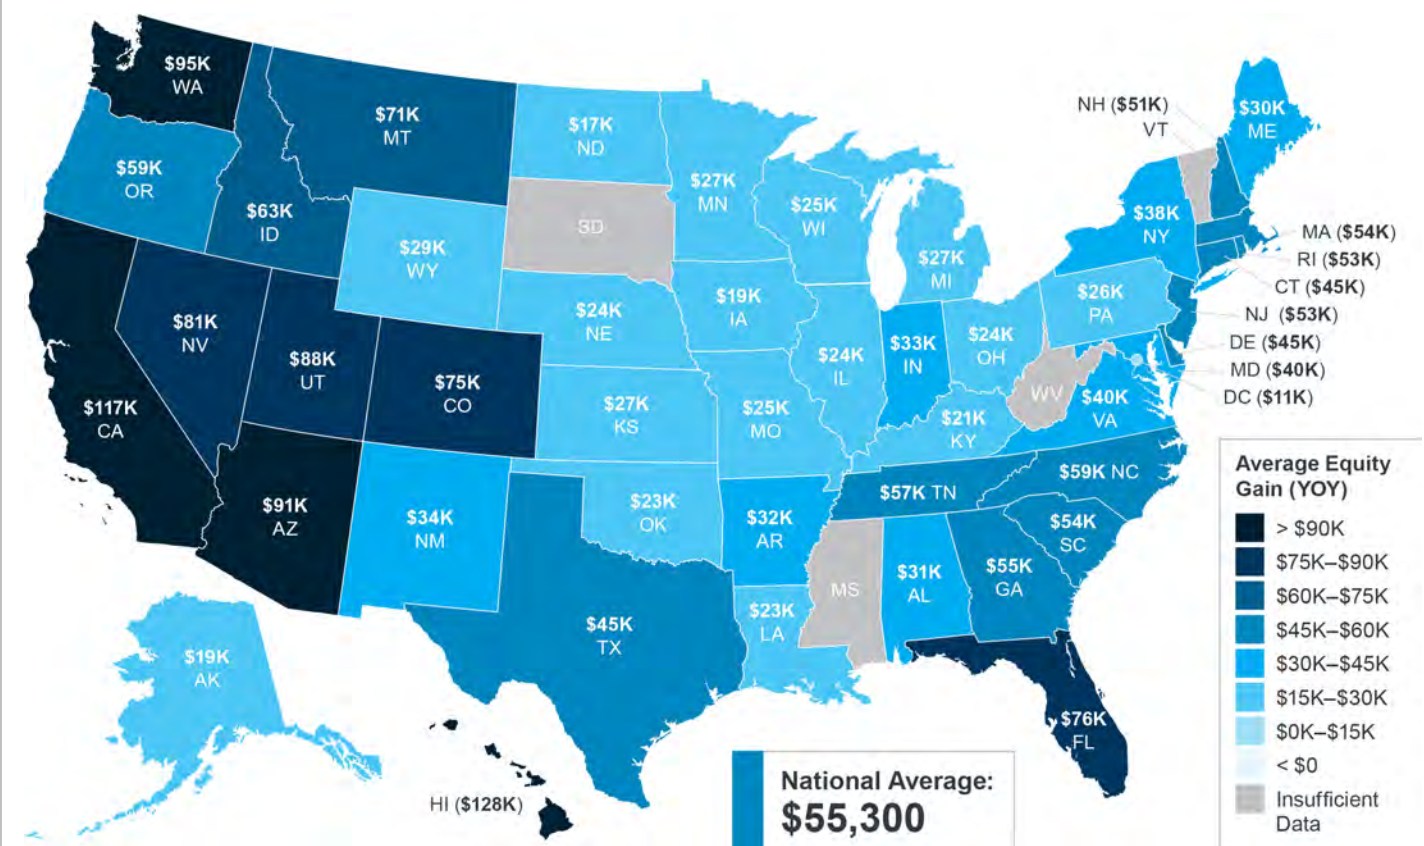 $95K
WA
$71K
MT
$17K
ND
NH ($51K)
VT
$30K
ME
$59K
OR
$63K
ID
$27K
MN
$25K
WI
$38K
NY
SD
$29K
WY
$27K
MI
MA ($54K)
RI ($53K)
CT ($45K)
NJ ($53K)
DE ($45K)
MD ($40K)
DC ($11K)
$19K
IA
$26K
PA
$24K
NE
$81K
NV
$88K
UT
$75K
CO
$24K
IL
$33K
IN
$24K
OH
WV
$40K
VA
$117K
CA
$27K
KS
$25K
MO
$21K
KY
$59K NC
$57K TN
$91K
AZ
$34K
NM
$23K
OK
$32K
AR
$54K
SC
MS
$31K
AL
$55K
GA
$45K
TX
$23K
LA
$19K
AK
$76K
FL
HI ($128K)
Average Equity
Gain (YOY)
> $90K
$75K–$90K
$60K–$75K
$45K–$60K
$30K–$45K
$15K–$30K
$0K–$15K
< $0
Insufficient
Data
National Average:
$55,300